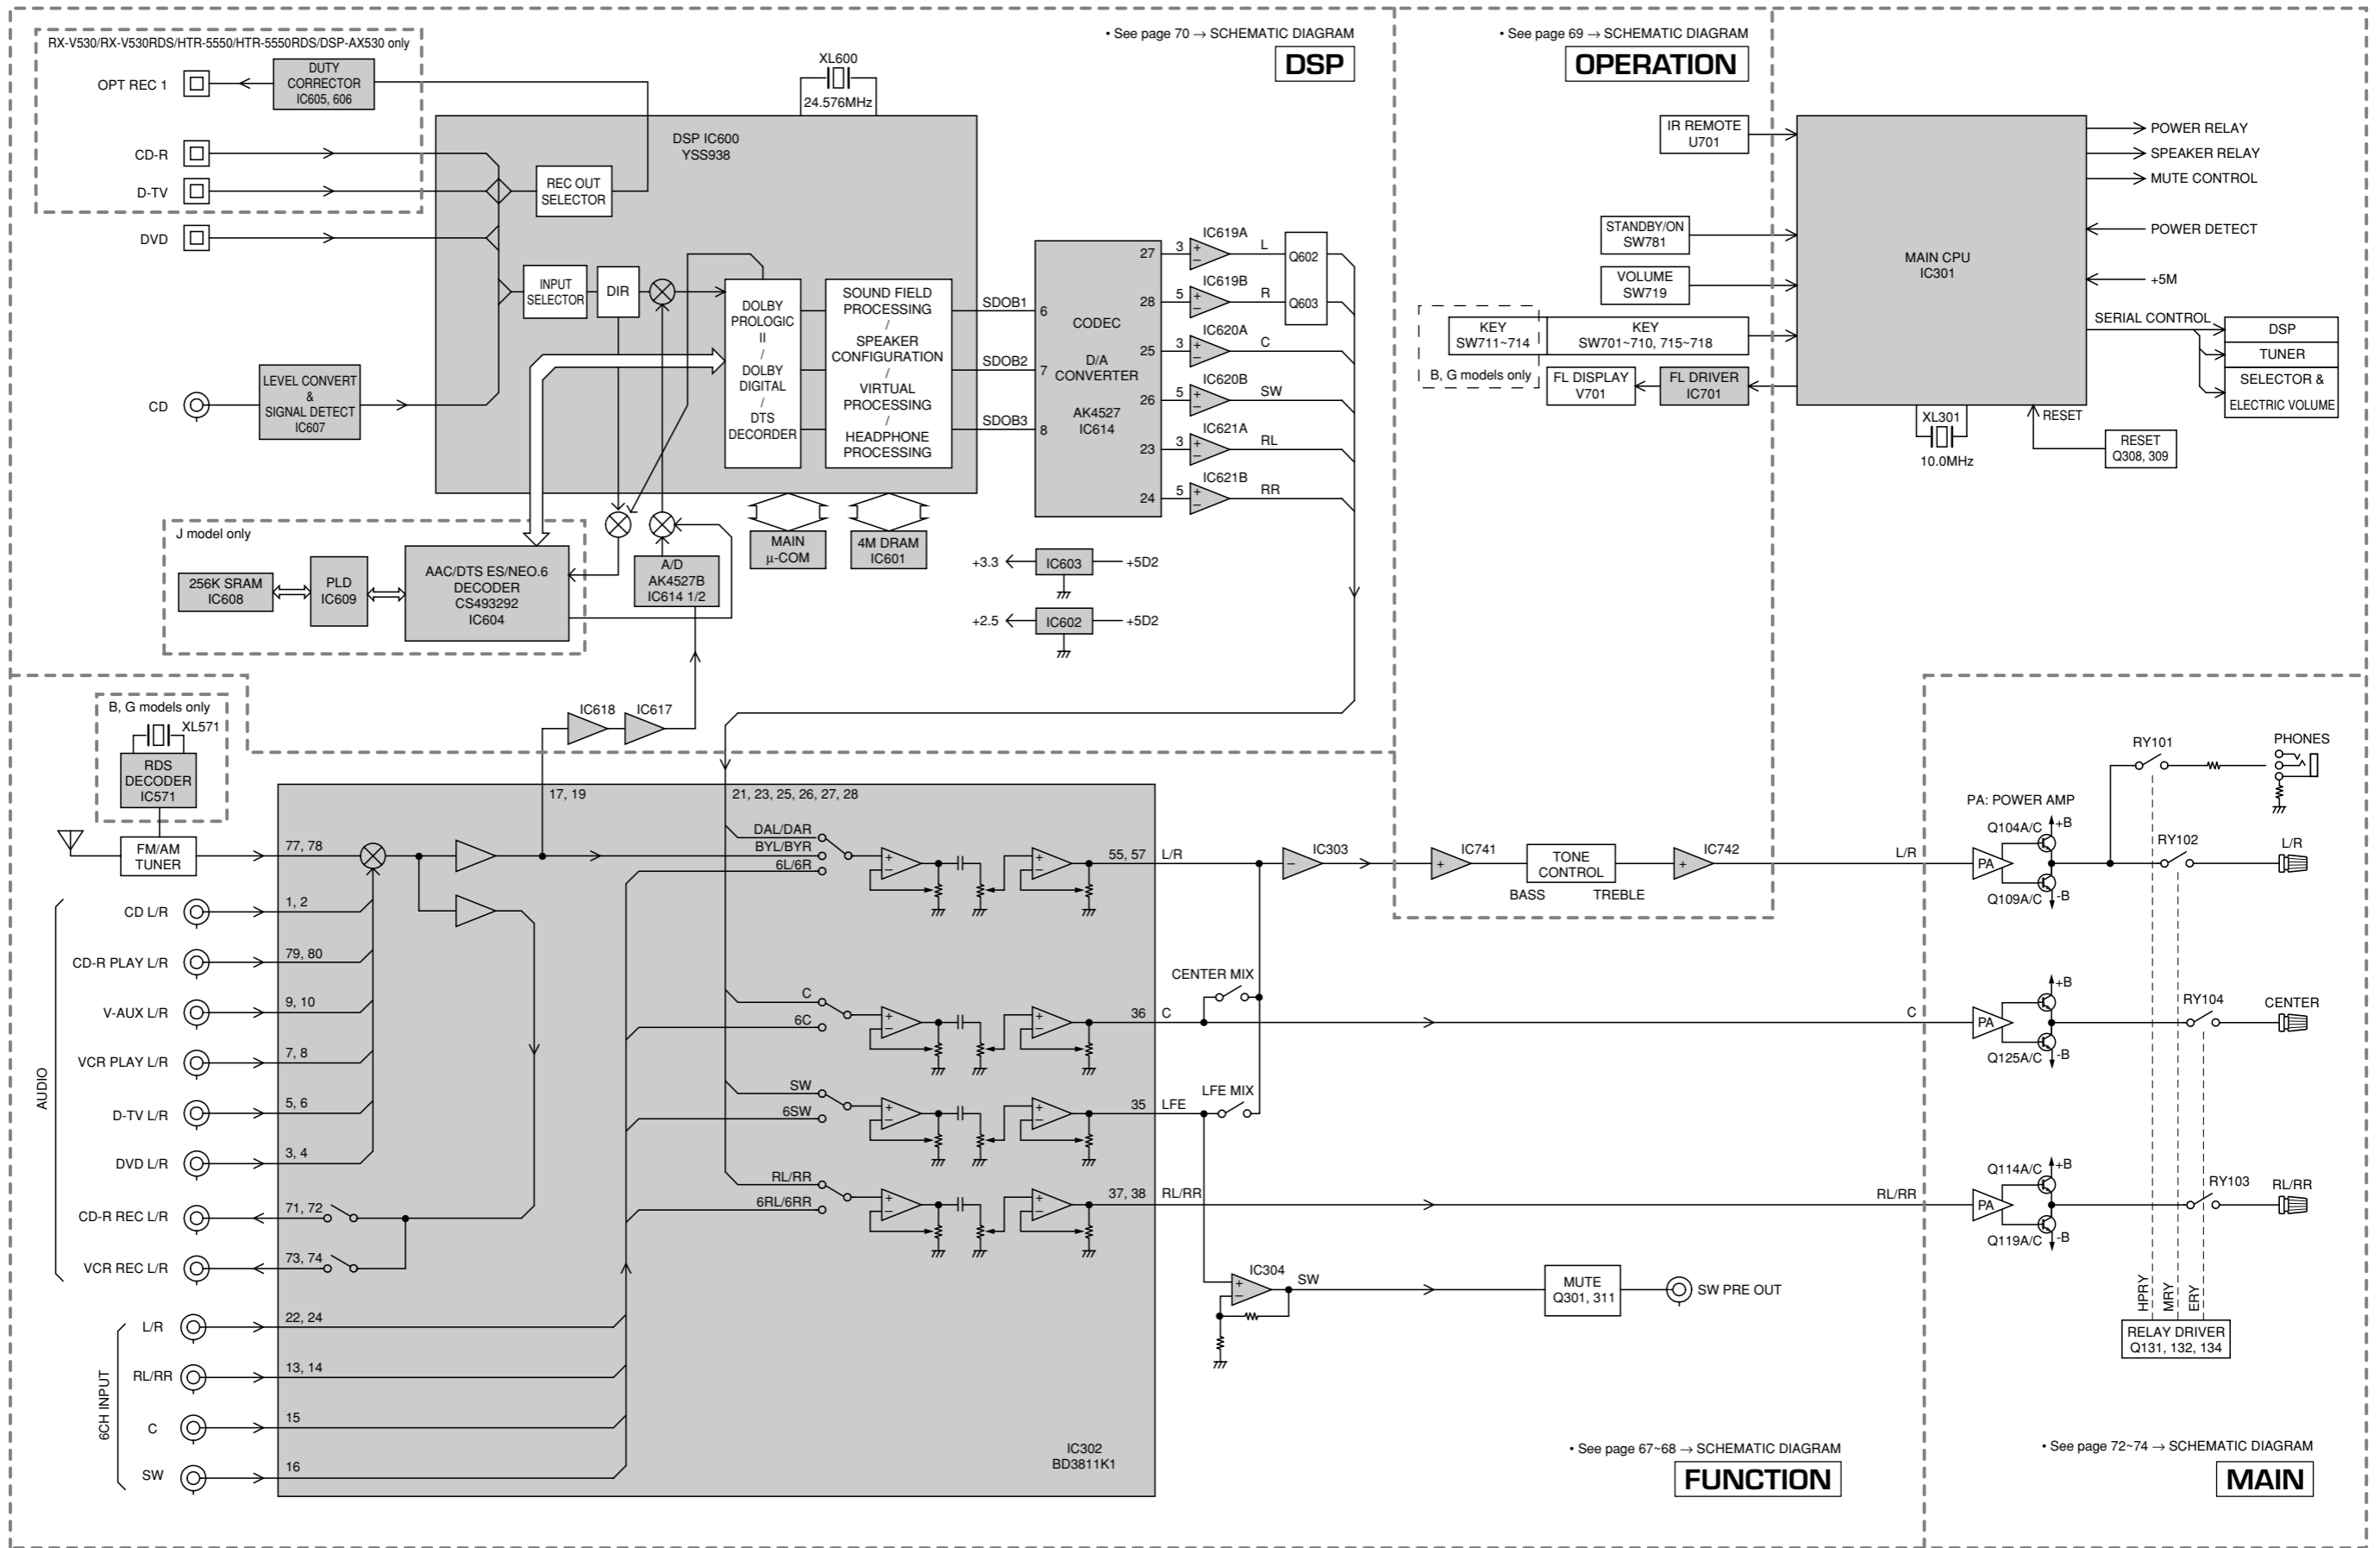 RX-V530/RX-V530RDS/HTR-5550/HTR-5550RDS/DSP-AX530 only
OPT REC 1
DUTY
CORRECTOR
IC605, 606
CD-R
D-TV
DVD
CD
LEVEL CONVERT
&
SIGNAL DETECT
IC607
XL600
24.576MHz
DSP IC600
YSS938
REC OUT
SELECTOR
INPUT
SELECTOR
DIR
DOLBY
PROLOGIC
II
/
DOLBY
DIGITAL
/
DTS
DECORDER
SOUND FIELD
PROCESSING
/
SPEAKER
CONFIGURATION
/
VIRTUAL
PROCESSING
/
HEADPHONE
PROCESSING
SDOB1
SDOB2
SDOB3
6
7
8
CODEC
D/A
CONVERTER
AK4527
IC614
27
28
25
26
23
24
3
5
3
5
3
5
+
−
+
−
+
−
+
−
+
−
+
−
IC619A
IC619B
IC620A
IC620B
IC621A
IC621B
L
R
C
SW
RL
RR
Q602
Q603
• See page 70 → SCHEMATIC DIAGRAM
DSP
J model only
256K SRAM
IC608
PLD
IC609
AAC/DTS ES/NEO.6
DECODER
CS493292
IC604
A/D
AK4527B
IC614 1/2
MAIN
µ-COM
4M DRAM
IC601
+3.3
IC603
+5D2
+2.5
IC602
+5D2
IC618
IC617
• See page 69 → SCHEMATIC DIAGRAM
OPERATION
IR REMOTE
U701
STANDBY/ON
SW781
VOLUME
SW719
KEY
SW711~714
KEY
SW701~710, 715~718
B, G models only
FL DISPLAY
V701
FL DRIVER
IC701
MAIN CPU
IC301
XL301
10.0MHz
RESET
RESET
Q308, 309
POWER RELAY
SPEAKER RELAY
MUTE CONTROL
POWER DETECT
+5M
SERIAL CONTROL
DSP
TUNER
SELECTOR &
ELECTRIC VOLUME
B, G models only
XL571
RDS
DECODER
IC571
FM/AM
TUNER
77, 78
AUDIO
CD L/R
1, 2
CD-R PLAY L/R
79, 80
V-AUX L/R
9, 10
VCR PLAY L/R
7, 8
D-TV L/R
5, 6
DVD L/R
3, 4
CD-R REC L/R
71, 72
VCR REC L/R
73, 74
6CH INPUT
L/R
22, 24
RL/RR
13, 14
C
15
SW
16
17, 19
21, 23, 25, 26, 27, 28
DAL/DAR
BYL/BYR
6L/6R
+
−
+
−
55, 57
L/R
C
6C
+
−
+
−
36
C
SW
6SW
+
−
+
−
35
LFE
RL/RR
6RL/6RR
+
−
+
−
37, 38
RL/RR
IC302
BD3811K1
CENTER MIX
LFE MIX
−
IC303
+
IC741
TONE
CONTROL
BASS
TREBLE
+
IC742
L/R
C
RL/RR
+
−
IC304
SW
MUTE
Q301, 311
SW PRE OUT
• See page 67~68 → SCHEMATIC DIAGRAM
FUNCTION
PA: POWER AMP
PA
Q104A/C
+B
Q109A/C
-B
RY101
PHONES
RY102
L/R
PA
+B
Q125A/C
-B
RY104
CENTER
PA
Q114A/C
+B
Q119A/C
-B
RY103
RL/RR
HPRY
MRY
ERY
RELAY DRIVER
Q131, 132, 134
• See page 72~74 → SCHEMATIC DIAGRAM
MAIN